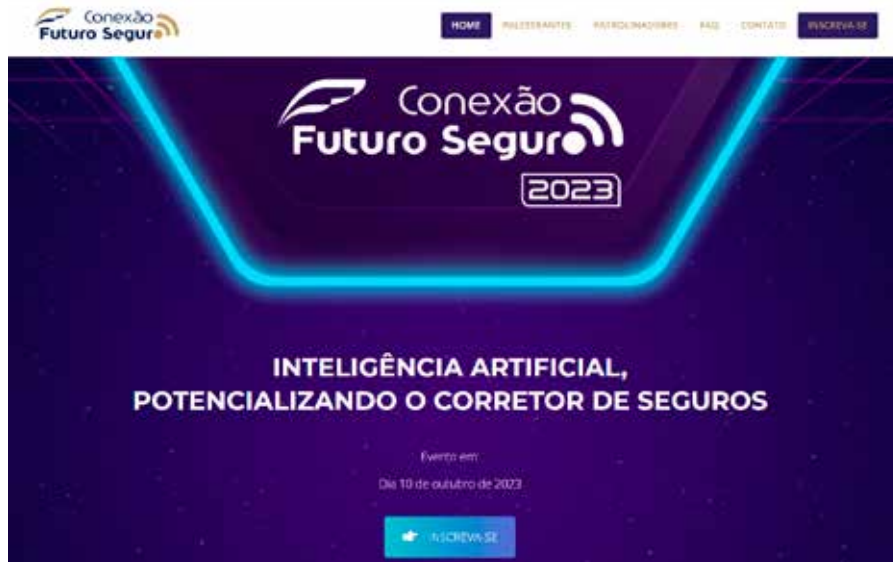 Conexão
Futuro Seguro
HOME PALESTRANTES PATROCINADORES FAQ CONTATO INSCREVA-SE
Conexão
Futuro Seguro
2023
INTELIGÊNCIA ARTIFICIAL,
POTENCIALIZANDO O CORRETOR DE SEGUROS
Evento em:
Dia 10 de outubro de 2023
INSCREVA-SE